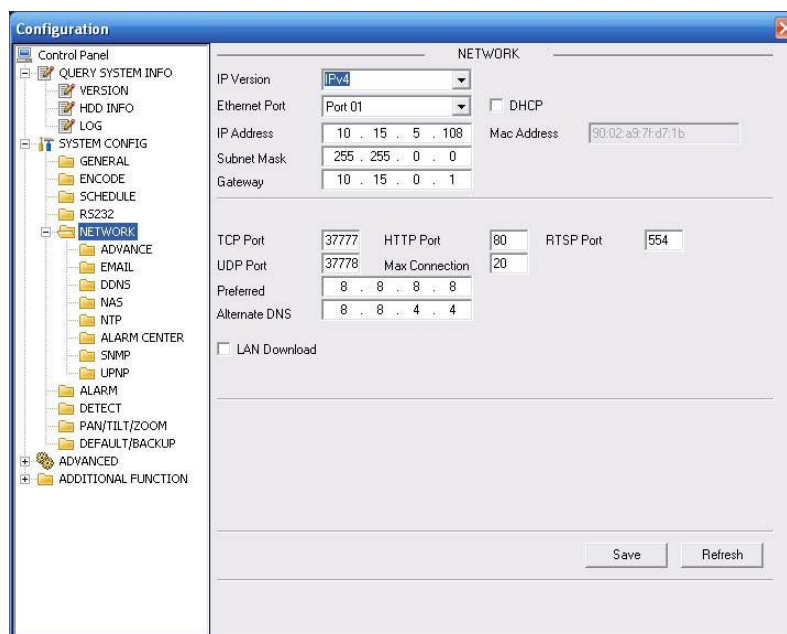 Configuration
Control Panel
QUERY SYSTEM INFO
VERSION
HDD INFO
LOG
SYSTEM CONFIG
GENERAL
ENCODE
SCHEDULE
RS232
NETWORK
ADVANCE
EMAIL
DDNS
NAS
NTP
ALARM CENTER
SNMP
UPNP
ALARM
DETECT
PAN/TILT/ZOOM
DEFAULT/BACKUP
ADVANCED
ADDITIONAL FUNCTION
NETWORK
IP Version IPv4
Ethernet Port Port 01 DHCP
IP Address 10 . 15 . 5 . 108 Mac Address 90:02:a9:7f:d7:1b
Subnet Mask 255 . 255 . 0 . 0
Gateway 10 . 15 . 0 . 1
TCP Port 37777 HTTP Port 80 RTSP Port 554
UDP Port 37778 Max Connection 20
Preferred 8 . 8 . 8 . 8
Alternate DNS 8 . 8 . 4 . 4
LAN Download
Save Refresh